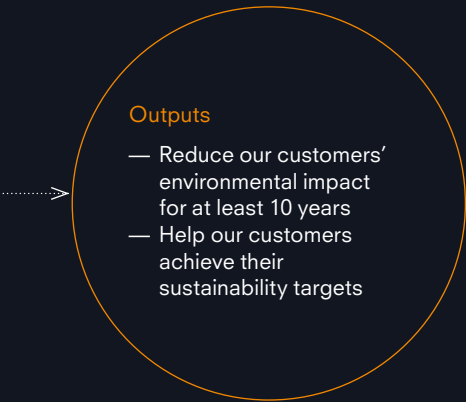 Outputs
— Reduce our customers’
environmental impact
for at least 10 years
— Help our customers
achieve their
sustainability targets